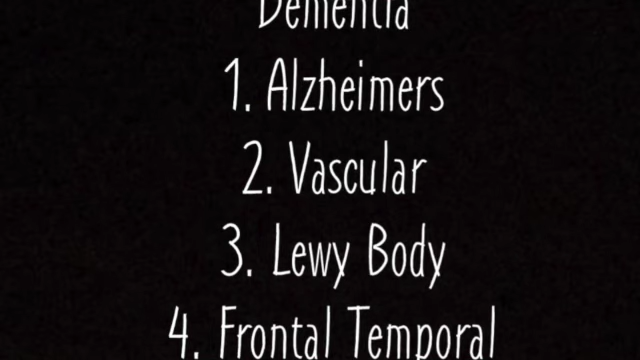 Dementia
1. Alzheimers
2. Vascular
3. Lewy Body
4. Frontal Temporal